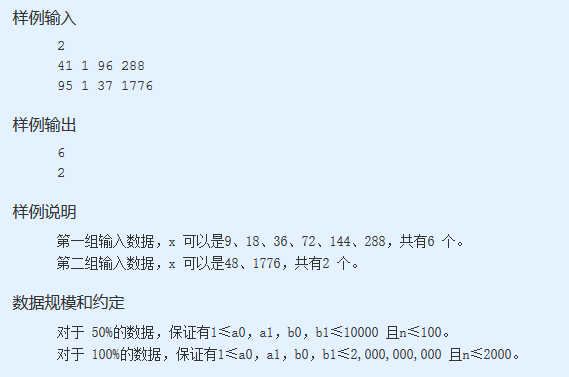 样例输入
2
41 1 96 288
95 1 37 1776
样例输出
6
2
样例说明
第一组输入数据，x 可以是9、18、36、72、144、288，共有6 个。
第二组输入数据，x 可以是48、1776，共有2 个。
数据规模和约定
对于 50%的数据，保证有1≤a0，a1，b0，b1≤10000 且n≤100。
对于 100%的数据，保证有1≤a0，a1，b0，b1≤2,000,000,000 且n≤2000。